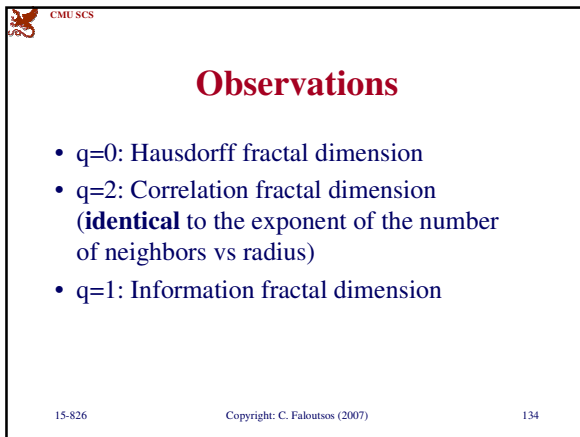 CMU SCS
Observations
• q=0: Hausdorff fractal dimension
• q=2: Correlation fractal dimension
(identical to the exponent of the number
of neighbors vs radius)
• q=1: Information fractal dimension
15-826 Copyright: C. Faloutsos (2007) 134